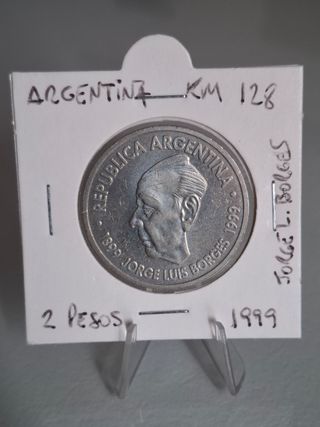 ARGENTINA KM 128
REPUBLICA ARGENTINA
· 1899 JORGE LUIS BORGES 1999 ·
JORGE L. BORGES
2 PESOS 1999